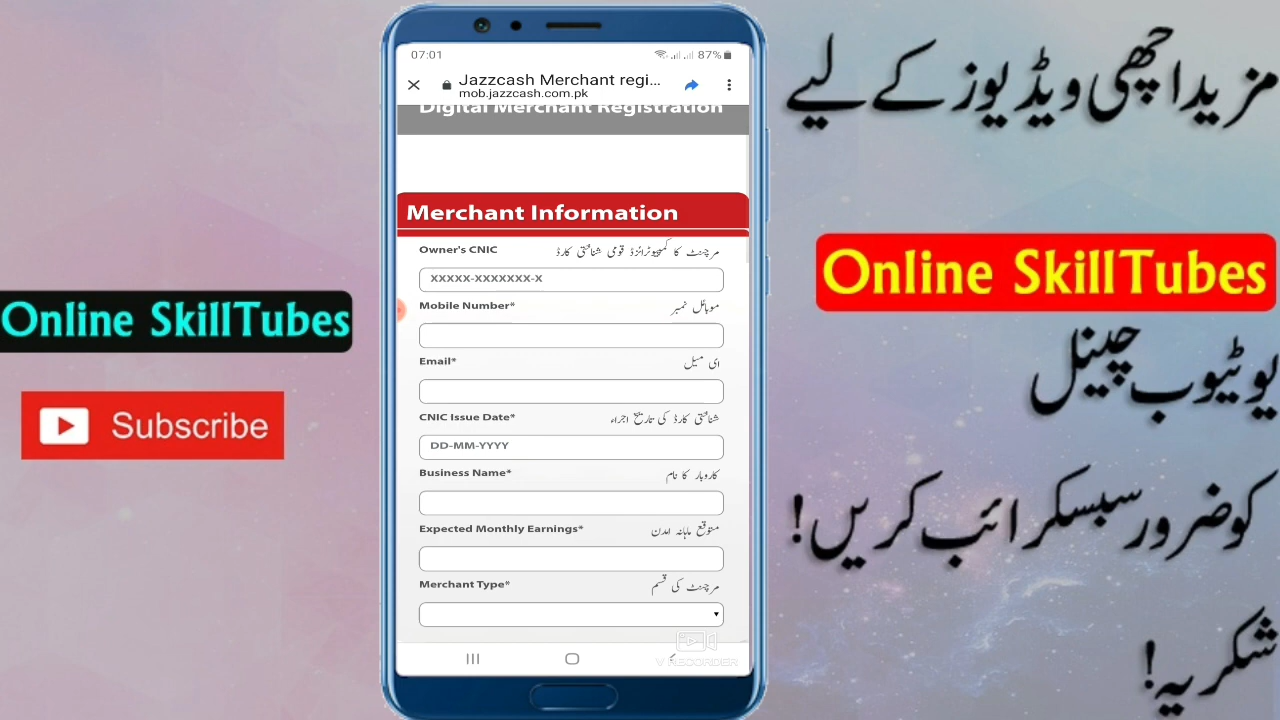 Online SkillTubes
Subscribe
07:01
87%
Jazzcash Merchant regi...
mob.jazzcash.com.pk
Digital Merchant Registration
Merchant Information
Owner's CNIC مرچنٹ کا کمپیوٹرائزڈ قومی شناختی کارڈ
XXXXX-XXXXXXX-X
Mobile Number* موبائل نمبر
Email* ای میل
CNIC Issue Date* شناختی کارڈ کی تاریخ اجراء
DD-MM-YYYY
Business Name* کاروبار کا نام
Expected Monthly Earnings* متوقع ماہانہ آمدن
Merchant Type* مرچنٹ کی قسم
V RECORDER
مزید اچھی ویڈیوز کے لیے
Online SkillTubes
یوٹیوب چینل
کو ضرور سبسکرائب کریں!
شکریہ!